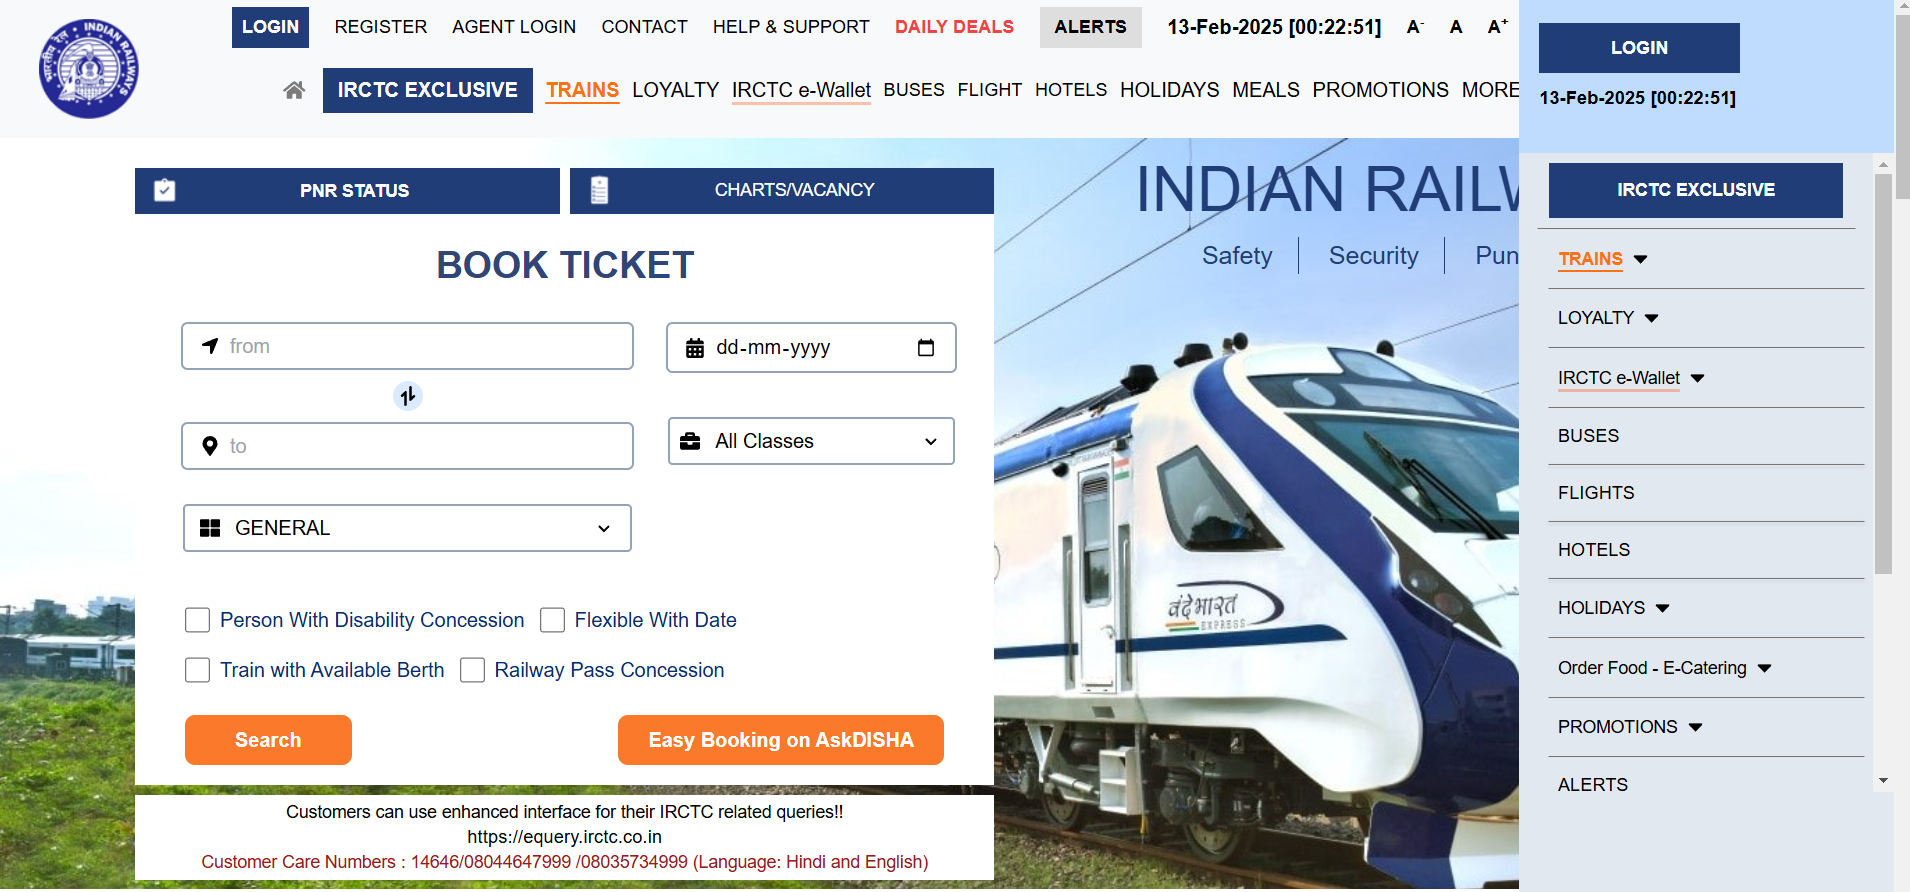 LOGIN REGISTER AGENT LOGIN CONTACT HELP & SUPPORT DAILY DEALS ALERTS 13-Feb-2025 [00:22:51] A- A A+
INDIAN RAILWAYS
भारतीय रेल
IRCTC EXCLUSIVE TRAINS LOYALTY IRCTC e-Wallet BUSES FLIGHT HOTELS HOLIDAYS MEALS PROMOTIONS MORE
PNR STATUS CHARTS/VACANCY
BOOK TICKET
from
dd-mm-yyyy
to
All Classes
GENERAL
Person With Disability Concession Flexible With Date
Train with Available Berth Railway Pass Concession
Search Easy Booking on AskDISHA
Customers can use enhanced interface for their IRCTC related queries!!
https://equery.irctc.co.in
Customer Care Numbers : 14646/08044647999 /08035734999 (Language: Hindi and English)
INDIAN RAILW
Safety Security Pun
वंदे भारत
EXPRESS
LOGIN
13-Feb-2025 [00:22:51]
IRCTC EXCLUSIVE
TRAINS
LOYALTY
IRCTC e-Wallet
BUSES
FLIGHTS
HOTELS
HOLIDAYS
Order Food - E-Catering
PROMOTIONS
ALERTS